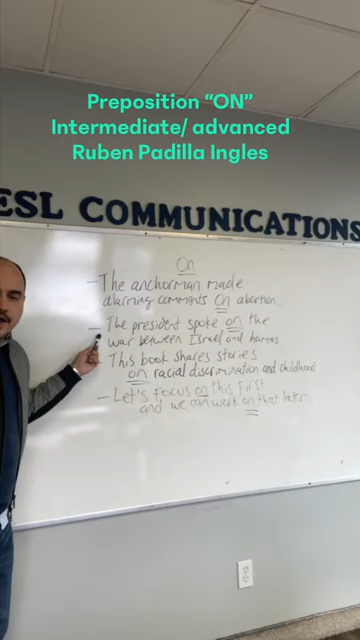 Preposition “ON”
Intermediate/ advanced
Ruben Padilla Ingles
ESL COMMUNICATIONS
On
- The anchorman made
alarming comments on abortion.
- The president spoke on the
war between Israel and hamas
- This book shares stories
on racial discrimination and childhood
- Let's Focus on this First
and we can work on that later